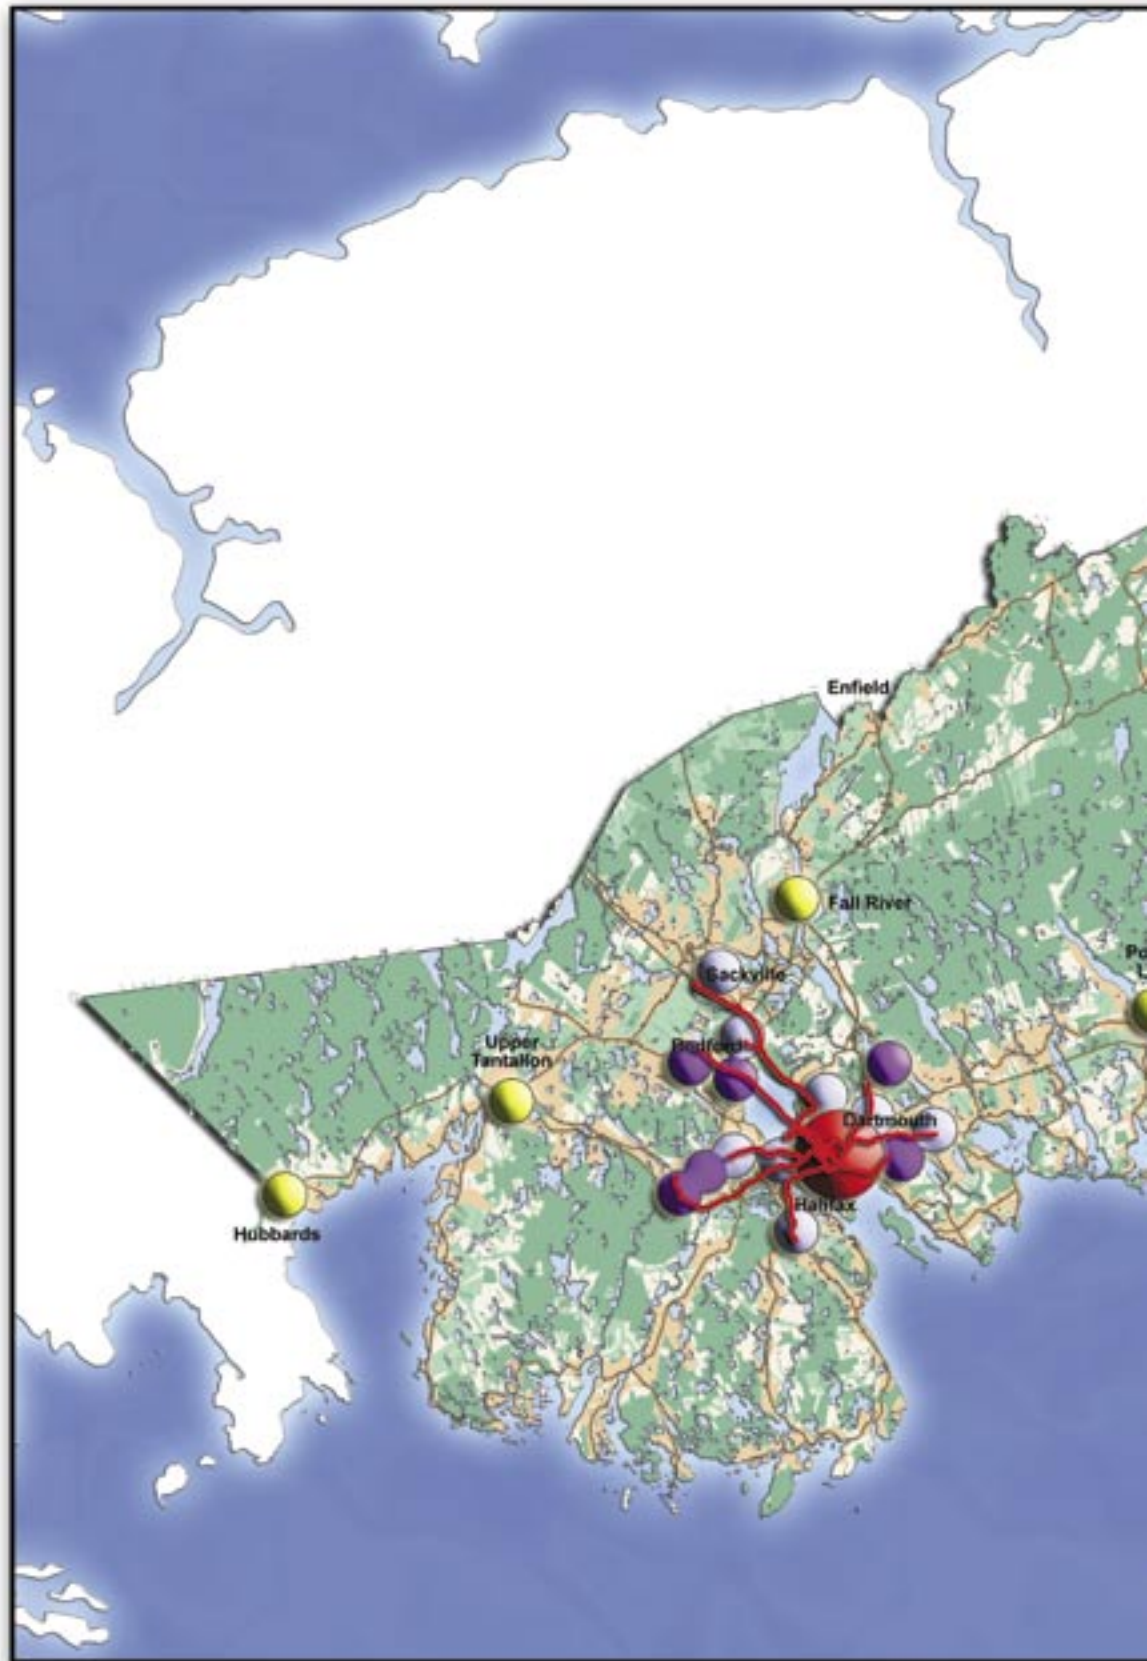 Enfield
Fall River
Sackville
Bedford
Upper
Tantallon
Dartmouth
Halifax
Hubbards